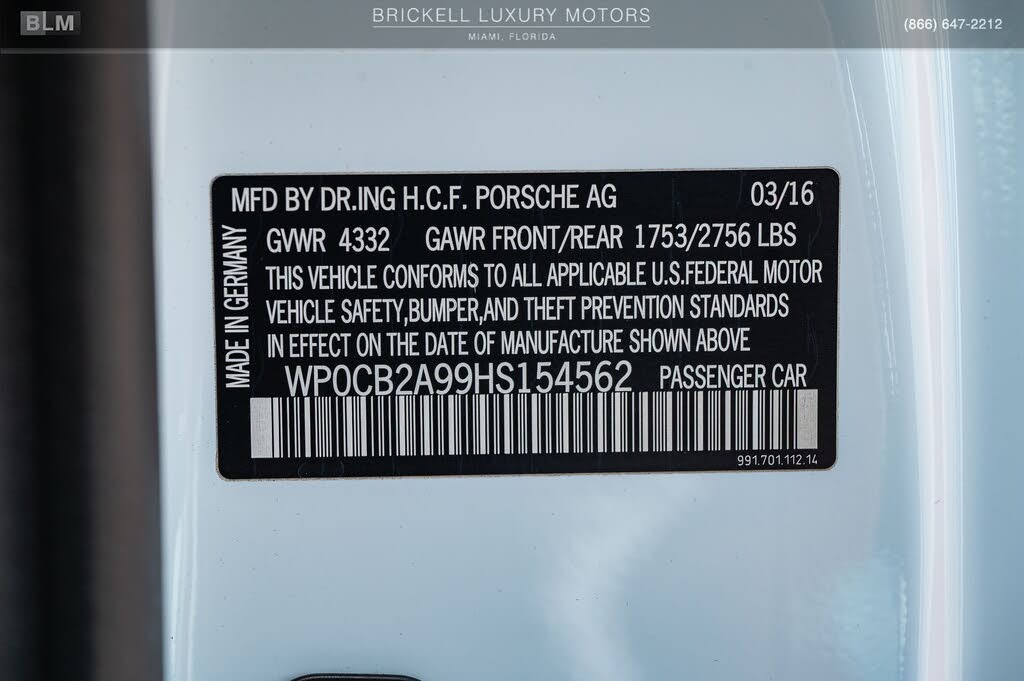 BLM
BRICKELL LUXURY MOTORS
MIAMI, FLORIDA
(866) 647-2212
MFD BY DR.ING H.C.F. PORSCHE AG 03/16
MADE IN GERMANY
GVWR 4332 GAWR FRONT/REAR 1753/2756 LBS
THIS VEHICLE CONFORMS TO ALL APPLICABLE U.S.FEDERAL MOTOR
VEHICLE SAFETY,BUMPER,AND THEFT PREVENTION STANDARDS
IN EFFECT ON THE DATE OF MANUFACTURE SHOWN ABOVE
WP0CB2A99HS154562 PASSENGER CAR
991.701.112.14